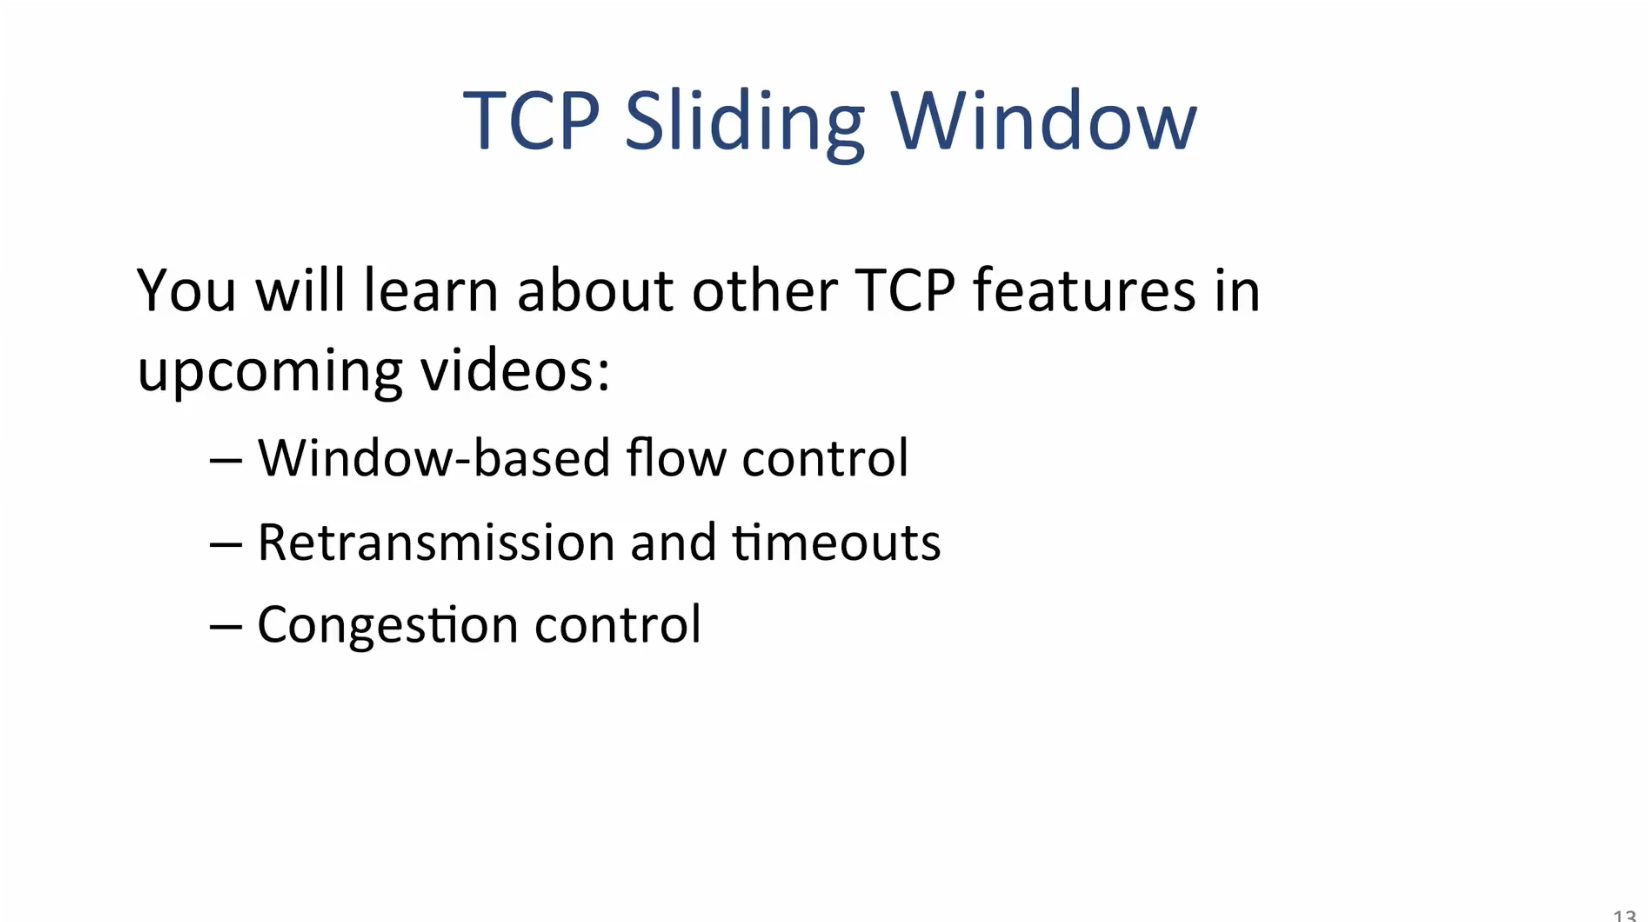 TCP Sliding Window
You will learn about other TCP features in
upcoming videos:
– Window-based flow control
– Retransmission and timeouts
– Congestion control
13